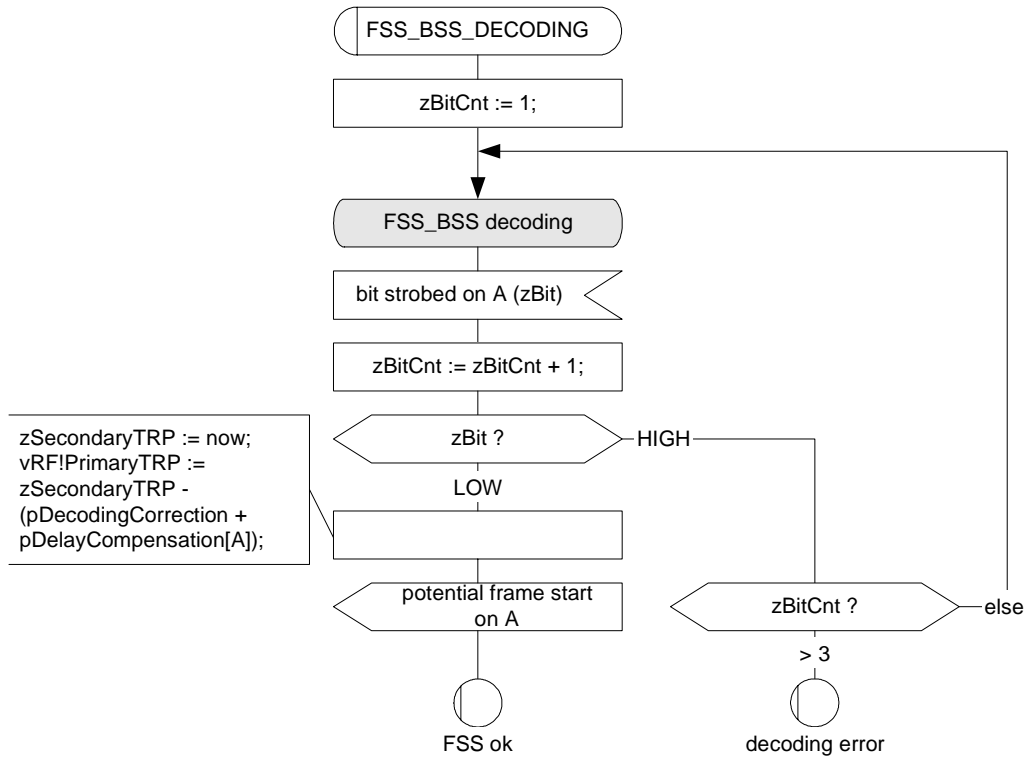 FSS_BSS_DECODING
zBitCnt := 1;
FSS_BSS decoding
bit strobed on A (zBit)
zBitCnt := zBitCnt + 1;
zBit ?
HIGH
LOW
zSecondaryTRP := now;
vRF!PrimaryTRP :=
zSecondaryTRP -
(pDecodingCorrection +
pDelayCompensation[A]);
potential frame start
on A
zBitCnt ?
else
> 3
FSS ok
decoding error